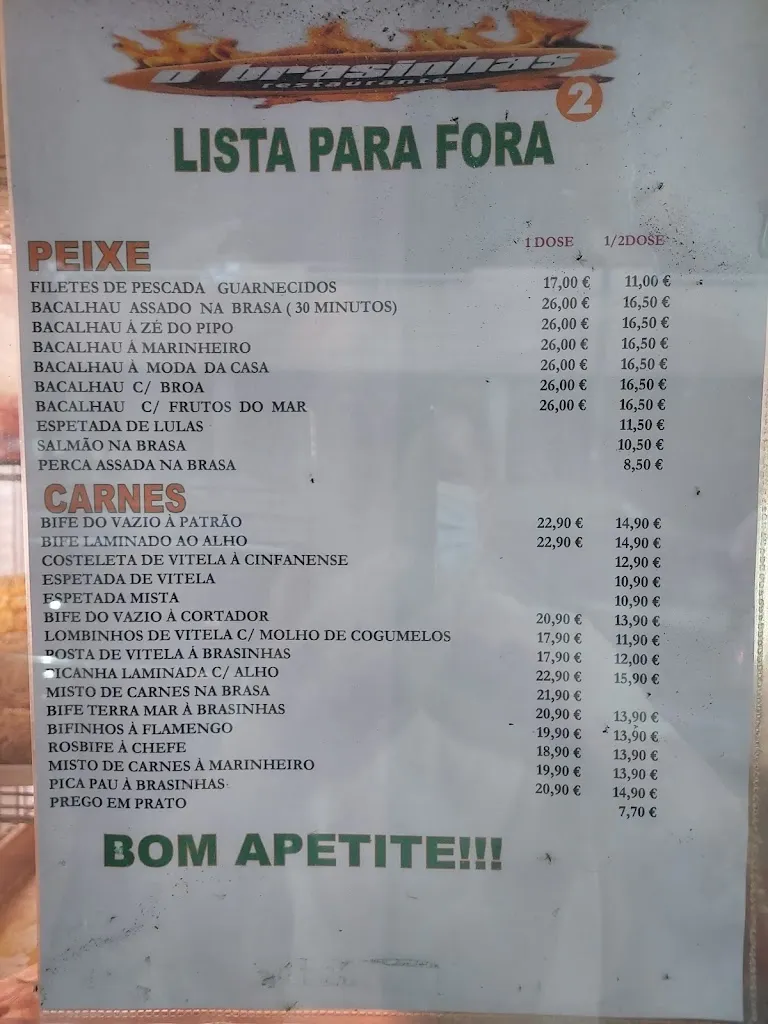 o brasinhas
restaurante
2
LISTA PARA FORA
PEIXE 1 DOSE 1/2DOSE
FILETES DE PESCADA GUARNECIDOS 17,00 € 11,00 €
BACALHAU ASSADO NA BRASA ( 30 MINUTOS) 26,00 € 16,50 €
BACALHAU À ZÉ DO PIPO 26,00 € 16,50 €
BACALHAU Á MARINHEIRO 26,00 € 16,50 €
BACALHAU À MODA DA CASA 26,00 € 16,50 €
BACALHAU C/ BROA 26,00 € 16,50 €
BACALHAU C/ FRUTOS DO MAR 26,00 € 16,50 €
ESPETADA DE LULAS 11,50 €
SALMÃO NA BRASA 10,50 €
PERCA ASSADA NA BRASA 8,50 €
CARNES
BIFE DO VAZIO À PATRÃO 22,90 € 14,90 €
BIFE LAMINADO AO ALHO 22,90 € 14,90 €
COSTELETA DE VITELA À CINFANENSE 12,90 €
ESPETADA DE VITELA 10,90 €
ESPETADA MISTA 10,90 €
BIFE DO VAZIO À CORTADOR 20,90 € 13,90 €
LOMBINHOS DE VITELA C/ MOLHO DE COGUMELOS 17,90 € 11,90 €
POSTA DE VITELA À BRASINHAS 17,90 € 12,00 €
PICANHA LAMINADA C/ ALHO 22,90 € 15,90 €
MISTO DE CARNES NA BRASA 21,90 €
BIFE TERRA MAR À BRASINHAS 20,90 € 13,90 €
BIFINHOS À FLAMENGO 19,90 € 13,90 €
ROSBIFE À CHEFE 18,90 € 13,90 €
MISTO DE CARNES À MARINHEIRO 19,90 € 13,90 €
PICA PAU À BRASINHAS 20,90 € 14,90 €
PREGO EM PRATO 7,70 €
BOM APETITE!!!